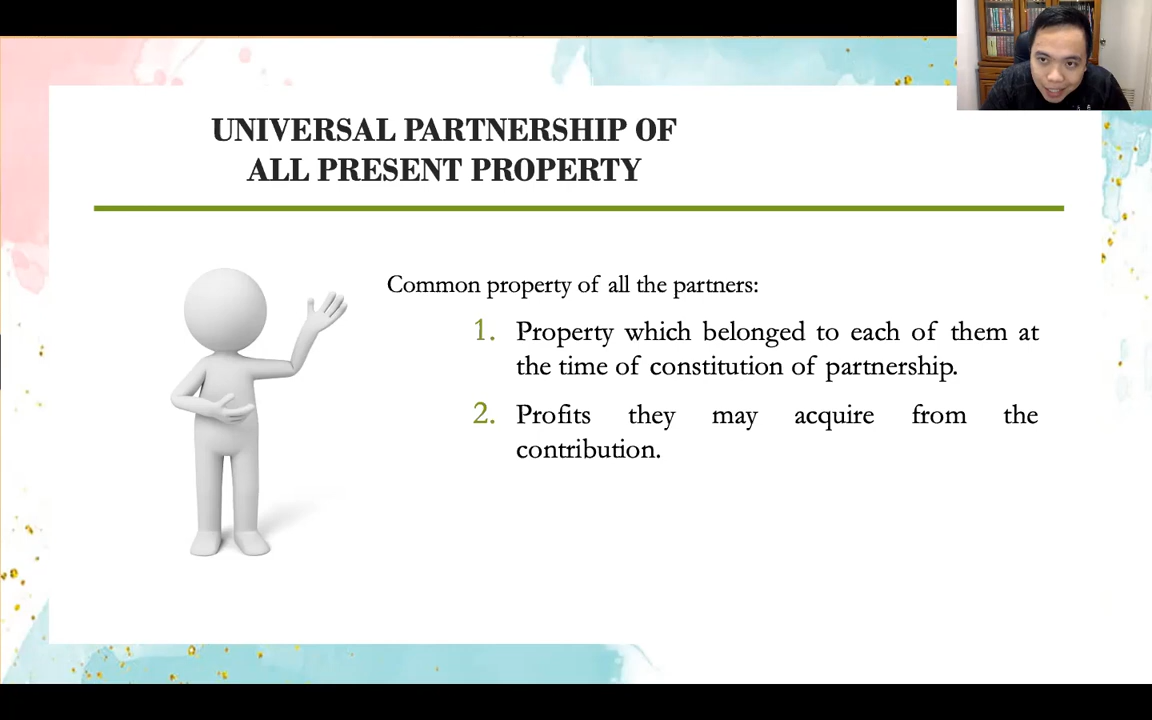 UNIVERSAL PARTNERSHIP OF
ALL PRESENT PROPERTY
Common property of all the partners:
1. Property which belonged to each of them at
the time of constitution of partnership.
2. Profits they may acquire from the
contribution.